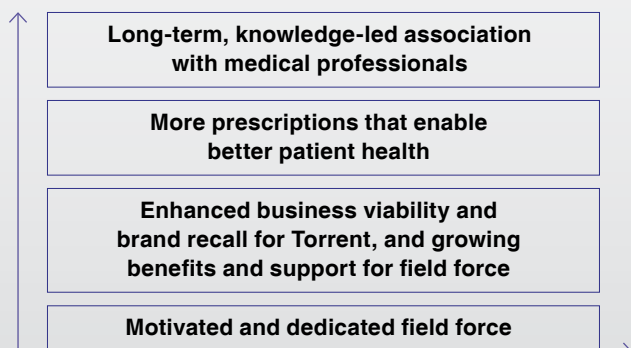 Long-term, knowledge-led association
with medical professionals
More prescriptions that enable
better patient health
Enhanced business viability and
brand recall for Torrent, and growing
benefits and support for field force
Motivated and dedicated field force